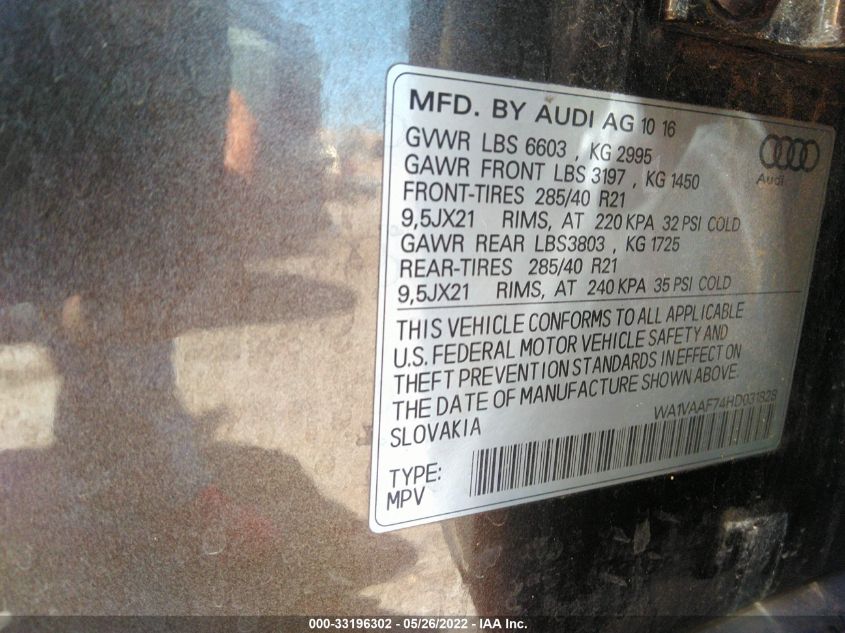 MFD. BY AUDI AG 10 16
GVWR LBS 6603 , KG 2995
GAWR FRONT LBS 3197 , KG 1450
FRONT-TIRES 285/40 R21
9,5JX21 RIMS, AT 220 KPA 32 PSI COLD
GAWR REAR LBS3803 , KG 1725
REAR-TIRES 285/40 R21
9,5JX21 RIMS, AT 240 KPA 35 PSI COLD
Audi
THIS VEHICLE CONFORMS TO ALL APPLICABLE
U.S. FEDERAL MOTOR VEHICLE SAFETY AND
THEFT PREVENTION STANDARDS IN EFFECT ON
THE DATE OF MANUFACTURE SHOWN ABOVE.
SLOVAKIA
WA1VAAF74HD031828
TYPE:
MPV
000-33196302 - 05/26/2022 - IAA Inc.